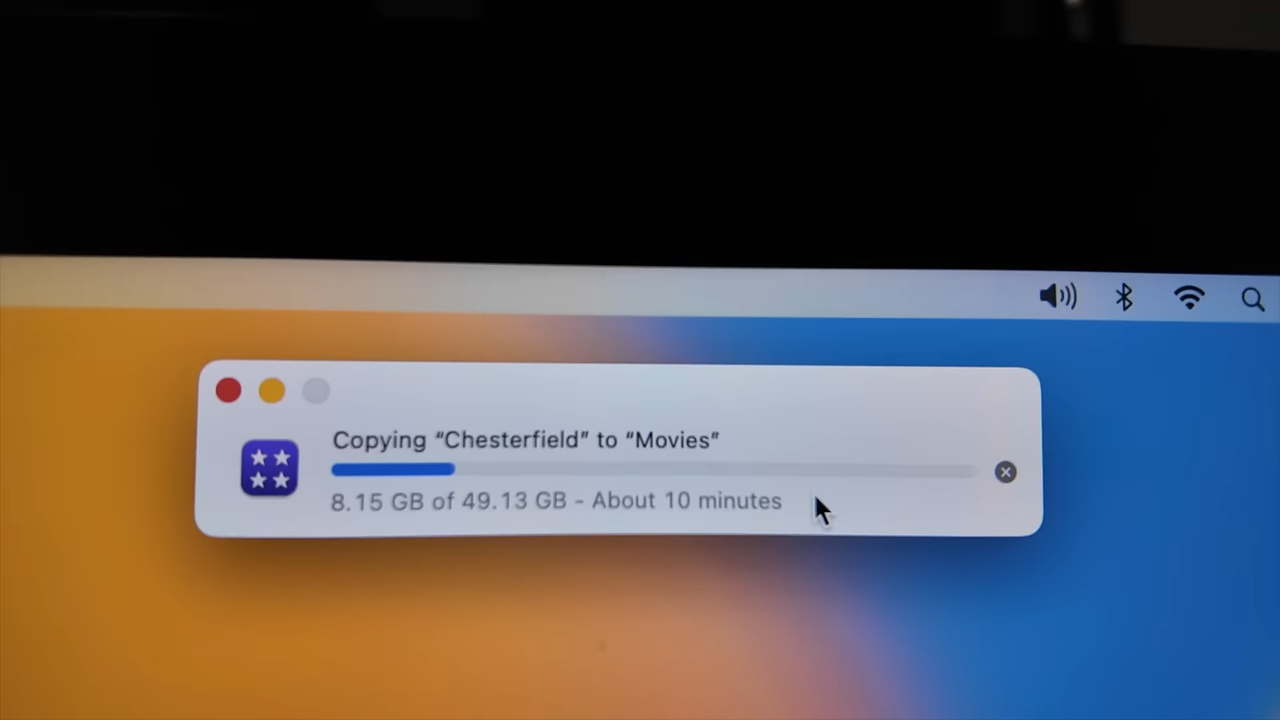 Copying “Chesterfield” to “Movies”
8.15 GB of 49.13 GB - About 10 minutes